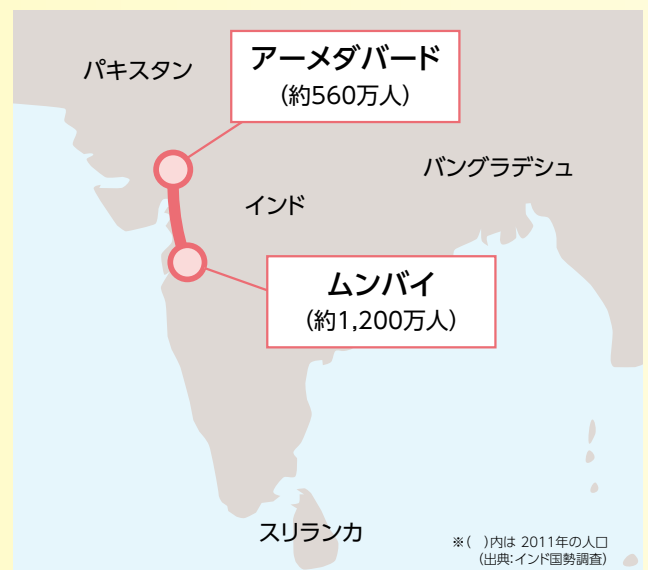 パキスタン
アーメダバード
(約560万人)
バングラデシュ
インド
ムンバイ
(約1,200万人)
スリランカ
※(　)内は 2011年の人口
(出典:インド国勢調査)